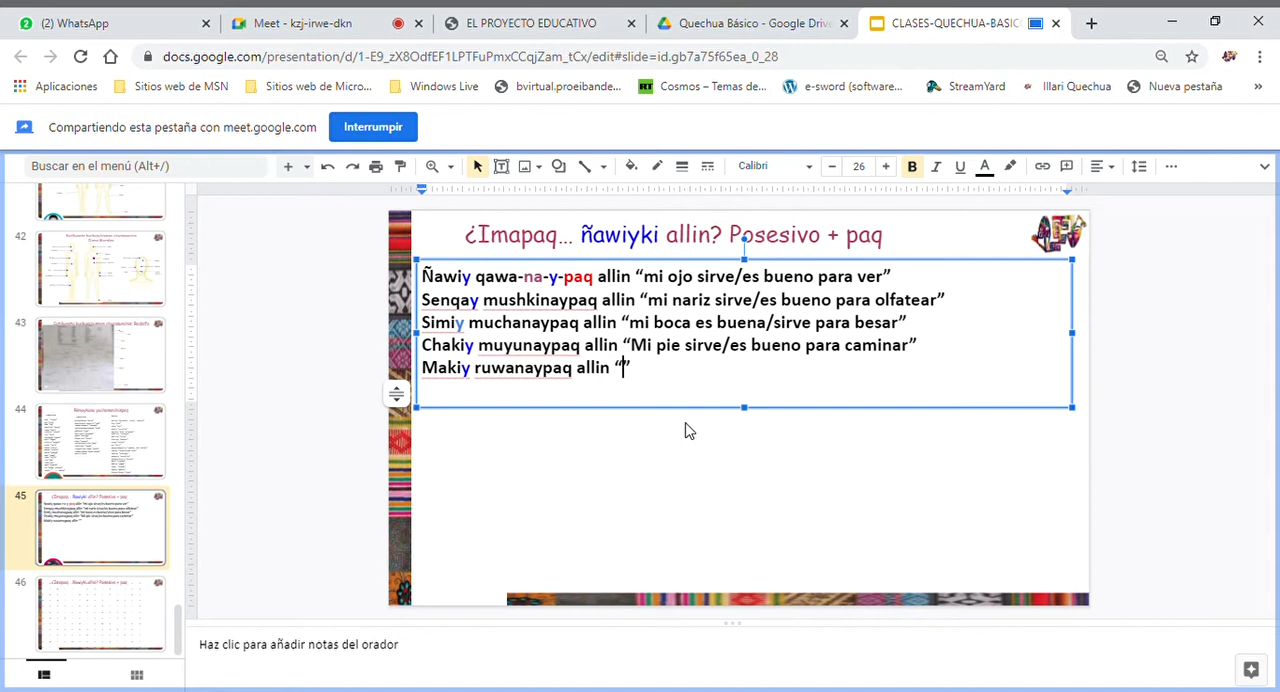 (2) WhatsApp
Meet - kzj-irwe-dkn
EL PROYECTO EDUCATIVO
Quechua Básico - Google Drive
CLASES-QUECHUA-BASIC
docs.google.com/presentation/d/1-E9_zX8OdfEF1LPTFuPmxCCqjZam_tCx/edit#slide=id.gb7a75f65ea_0_28
Aplicaciones
Sitios web de MSN
Sitios web de Micro...
Windows Live
bvirtual.proeibande...
Cosmos – Temas de...
e-sword (software...
StreamYard
Illari Quechua
Nueva pestaña
Compartiendo esta pestaña con meet.google.com
Interrumpir
Buscar en el menú (Alt+/)
Calibri
26
¿Imapaq... ñawiyki allin? Posesivo + paq
Ñawiy qawa-na-y-paq allin “mi ojo sirve/es bueno para ver”
Senqay mushkinaypaq allin “mi nariz sirve/es bueno para olfatear”
Simiy muchanaypaq allin “mi boca es buena/sirve para besar”
Chakiy muyunaypaq allin “Mi pie sirve/es bueno para caminar”
Makiy ruwanaypaq allin “”
42
43
44
45
46
Haz clic para añadir notas del orador